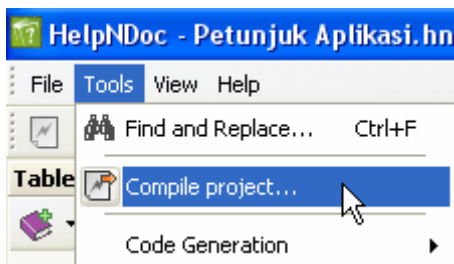 HelpNDoc - Petunjuk Aplikasi.hn
File Tools View Help
Find and Replace... Ctrl+F
Table
Compile project...
Code Generation